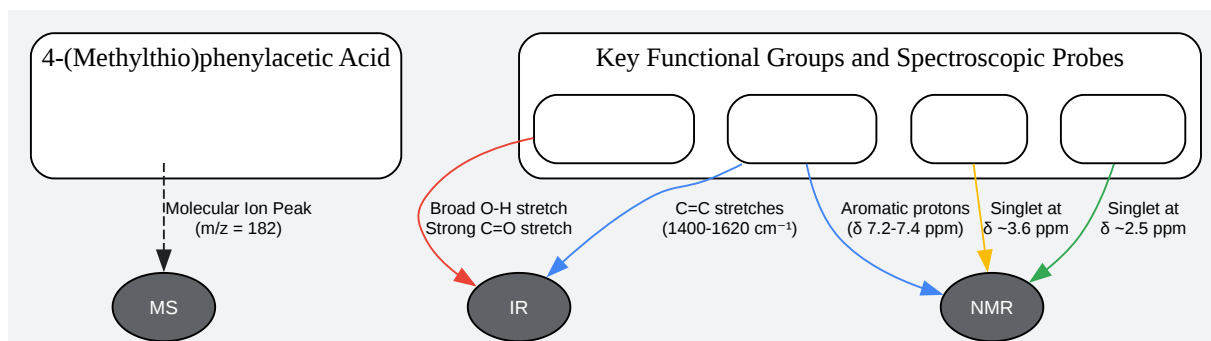 4-(Methylthio)phenylacetic Acid
Key Functional Groups and Spectroscopic Probes
Molecular Ion Peak
(m/z = 182)
Broad O-H stretch
Strong C=O stretch
C=C stretches
(1400-1620 cm⁻¹)
Aromatic protons
(δ 7.2-7.4 ppm)
Singlet at
δ ~3.6 ppm
Singlet at
δ ~2.5 ppm
MS
IR
NMR